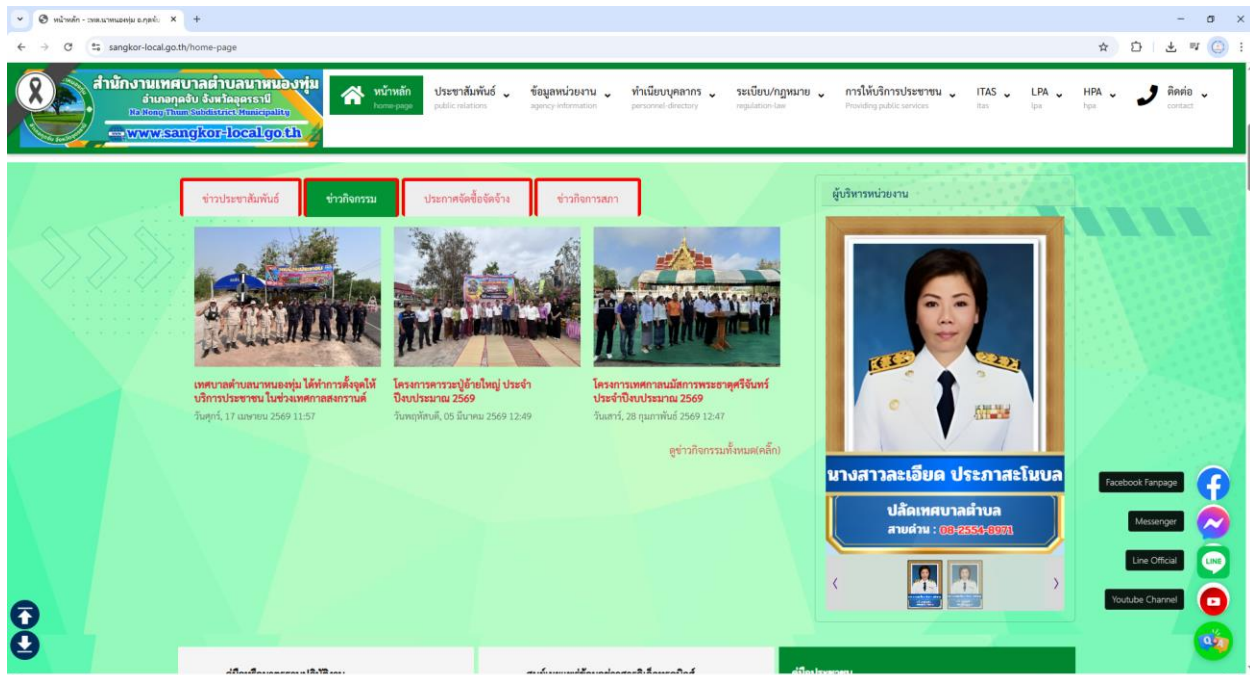 หน้าหลัก - วทต.นาหนองทุ่ม อ.กุดจับ
sangkor-local.go.th/home-page
สำนักงานเทศบาลตำบลนาหนองทุ่ม
อำเภอกุดจับ จังหวัดอุดรธานี
Na Nong Thum Subdistrict Municipality
www.sangkor-local.go.th
หน้าหลัก
home-page
ประชาสัมพันธ์
public relations
ข้อมูลหน่วยงาน
agency-information
ทำเนียบบุคลากร
personnel-directory
ระเบียบ/กฎหมาย
regulation-law
การให้บริการประชาชน
Providing public services
ITAS
itas
LPA
lpa
HPA
hpa
ติดต่อ
contact
ข่าวประชาสัมพันธ์
ข่าวกิจกรรม
ประกาศจัดซื้อจัดจ้าง
ข่าวกิจการสภา
เทศบาลตำบลนาหนองทุ่ม ได้ทำการตั้งจุดให้
บริการประชาชน ในช่วงเทศกาลสงกรานต์
วันศุกร์, 17 เมษายน 2569 11:57
โครงการคารวะปู่อ้ายใหญ่ ประจำ
ปีงบประมาณ 2569
วันพฤหัสบดี, 05 มีนาคม 2569 12:49
โครงการเทศกาลนมัสการพระธาตุศรีจันทร์
ประจำปีงบประมาณ 2569
วันเสาร์, 28 กุมภาพันธ์ 2569 12:47
ดูข่าวกิจกรรมทั้งหมด(คลิ๊ก)
ผู้บริหารหน่วยงาน
นางสาวละเอียด ประภาสะโนบล
ปลัดเทศบาลตำบล
สายด่วน : 08-2554-8971
Facebook Fanpage
Messenger
Line Official
LINE
Youtube Channel